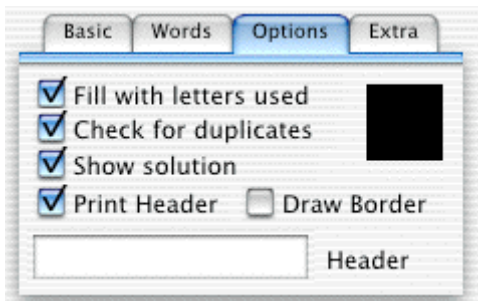 Basic Words Options Extra
Fill with letters used
Check for duplicates
Show solution
Print Header Draw Border
Header